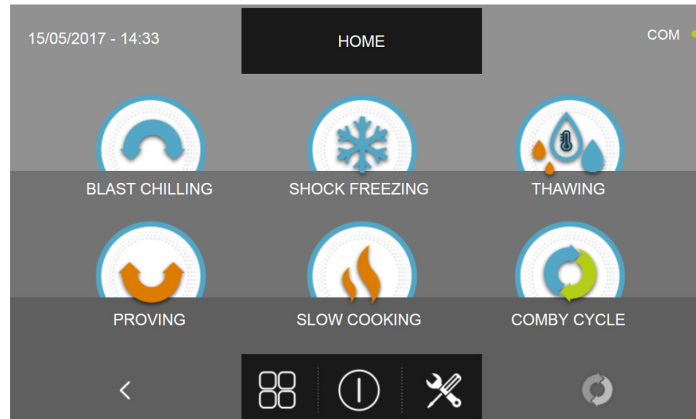 15/05/2017 - 14:33
HOME
COM
BLAST CHILLING
SHOCK FREEZING
THAWING
PROVING
SLOW COOKING
COMBY CYCLE